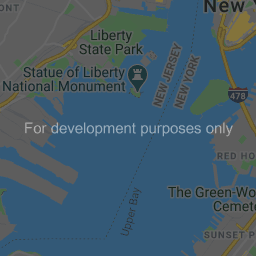 New
Liberty
State Park
Statue of Liberty
National Monument
NEW JERSEY
NEW YORK
478
For development purposes only
RED HO
The Green-Wo
Cemet
Upper Bay
SUNSET P